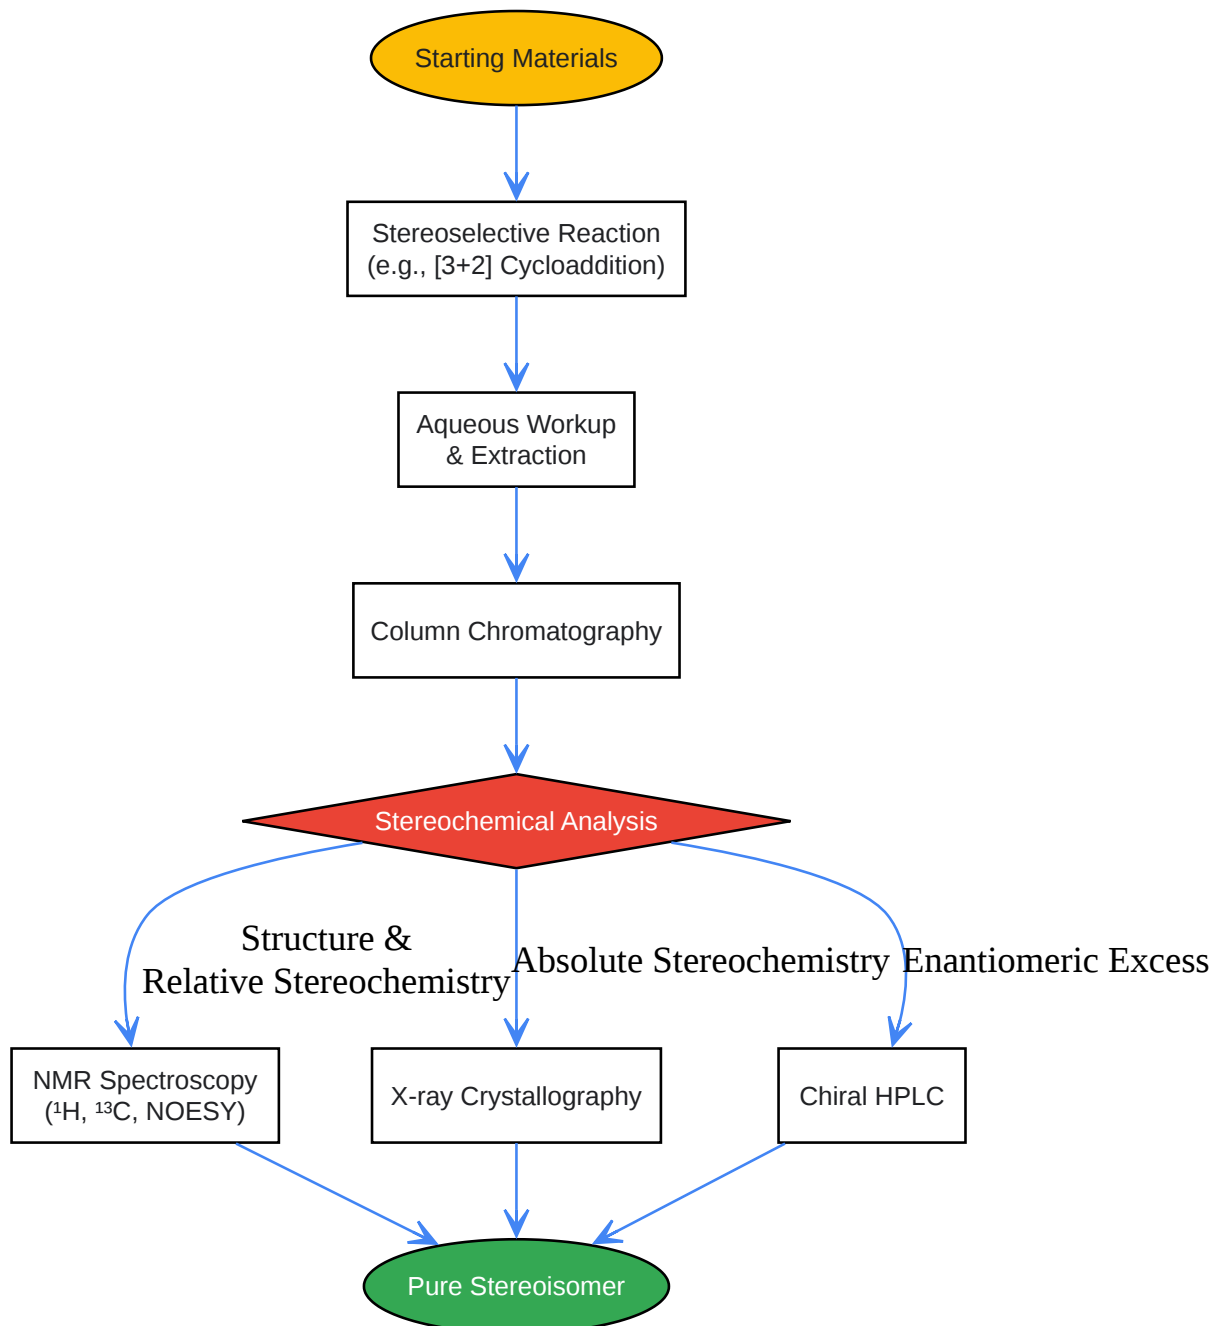 Starting Materials
Stereoselective Reaction
(e.g., [3+2] Cycloaddition)
Aqueous Workup
& Extraction
Column Chromatography
Stereochemical Analysis
Structure &
Relative Stereochemistry
Absolute Stereochemistry
Enantiomeric Excess
NMR Spectroscopy
(¹H, ¹³C, NOESY)
X-ray Crystallography
Chiral HPLC
Pure Stereoisomer